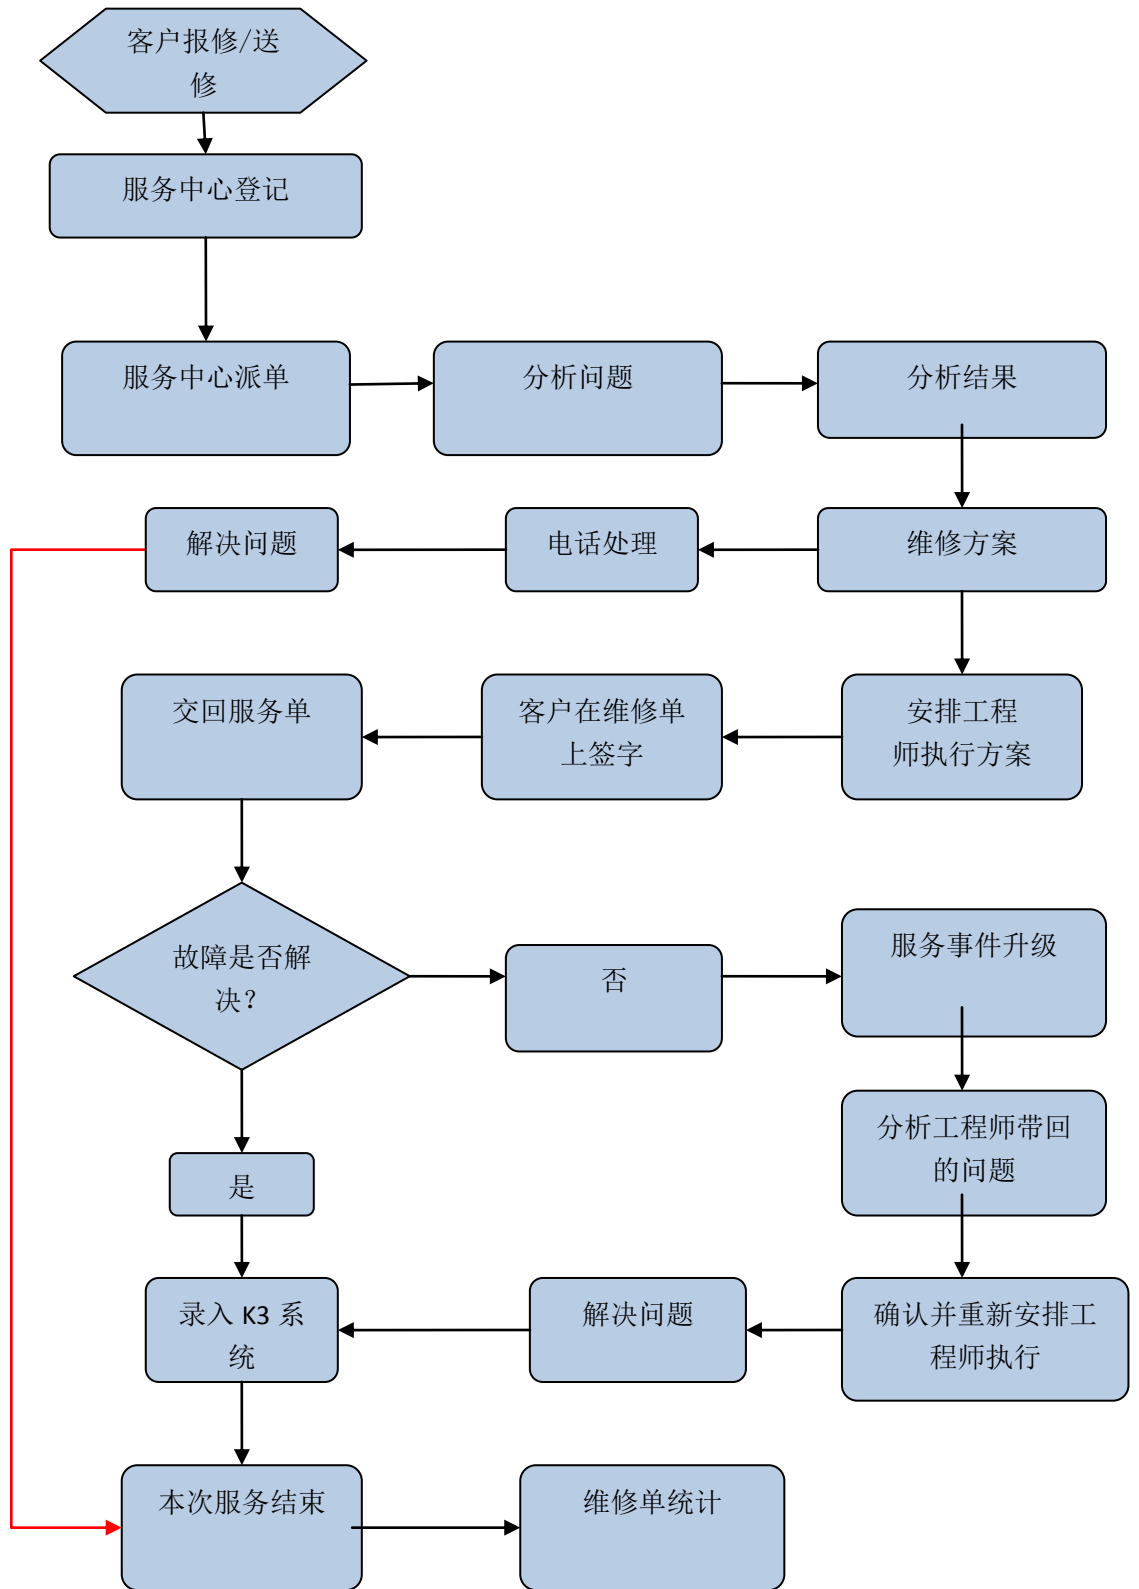 客户报修/送
修
服务中心登记
服务中心派单
分析问题
分析结果
解决问题
电话处理
维修方案
交回服务单
客户在维修单
上签字
安排工程
师执行方案
故障是否解
决?
否
服务事件升级
分析工程师带回
的问题
是
录入 K3 系
统
解决问题
确认并重新安排工
程师执行
本次服务结束
维修单统计